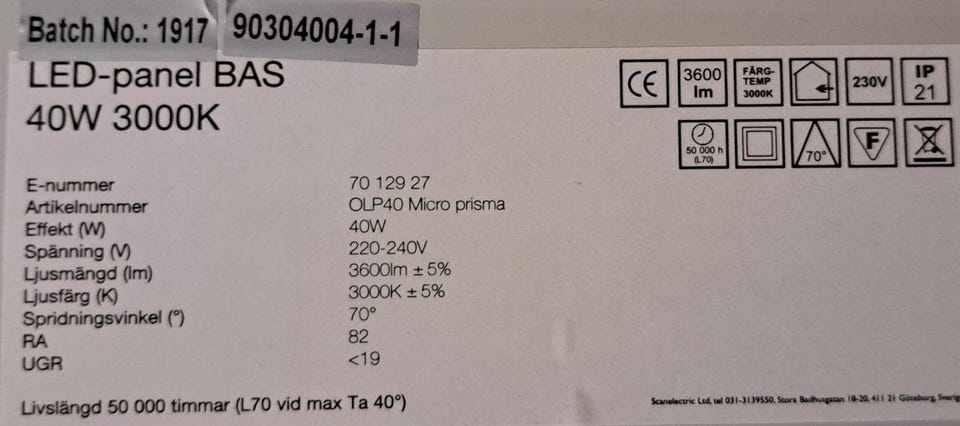 Batch No.: 1917 90304004-1-1
LED-panel BAS
40W 3000K
CE
3600 lm
FÄRG-
TEMP
3000K
230V
IP
21
50 000 h
(L70)
70°
F
E-nummer 70 129 27
Artikelnummer OLP40 Micro prisma
Effekt (W) 40W
Spänning (V) 220-240V
Ljusmängd (lm) 3600lm ± 5%
Ljusfärg (K) 3000K ± 5%
Spridningsvinkel (°) 70°
RA 82
UGR <19
Livslängd 50 000 timmar (L70 vid max Ta 40°)
Scanelectric Ltd, tel 031-3139550, Stora Badhusgatan 18-20, 411 21 Göteborg, Sverig